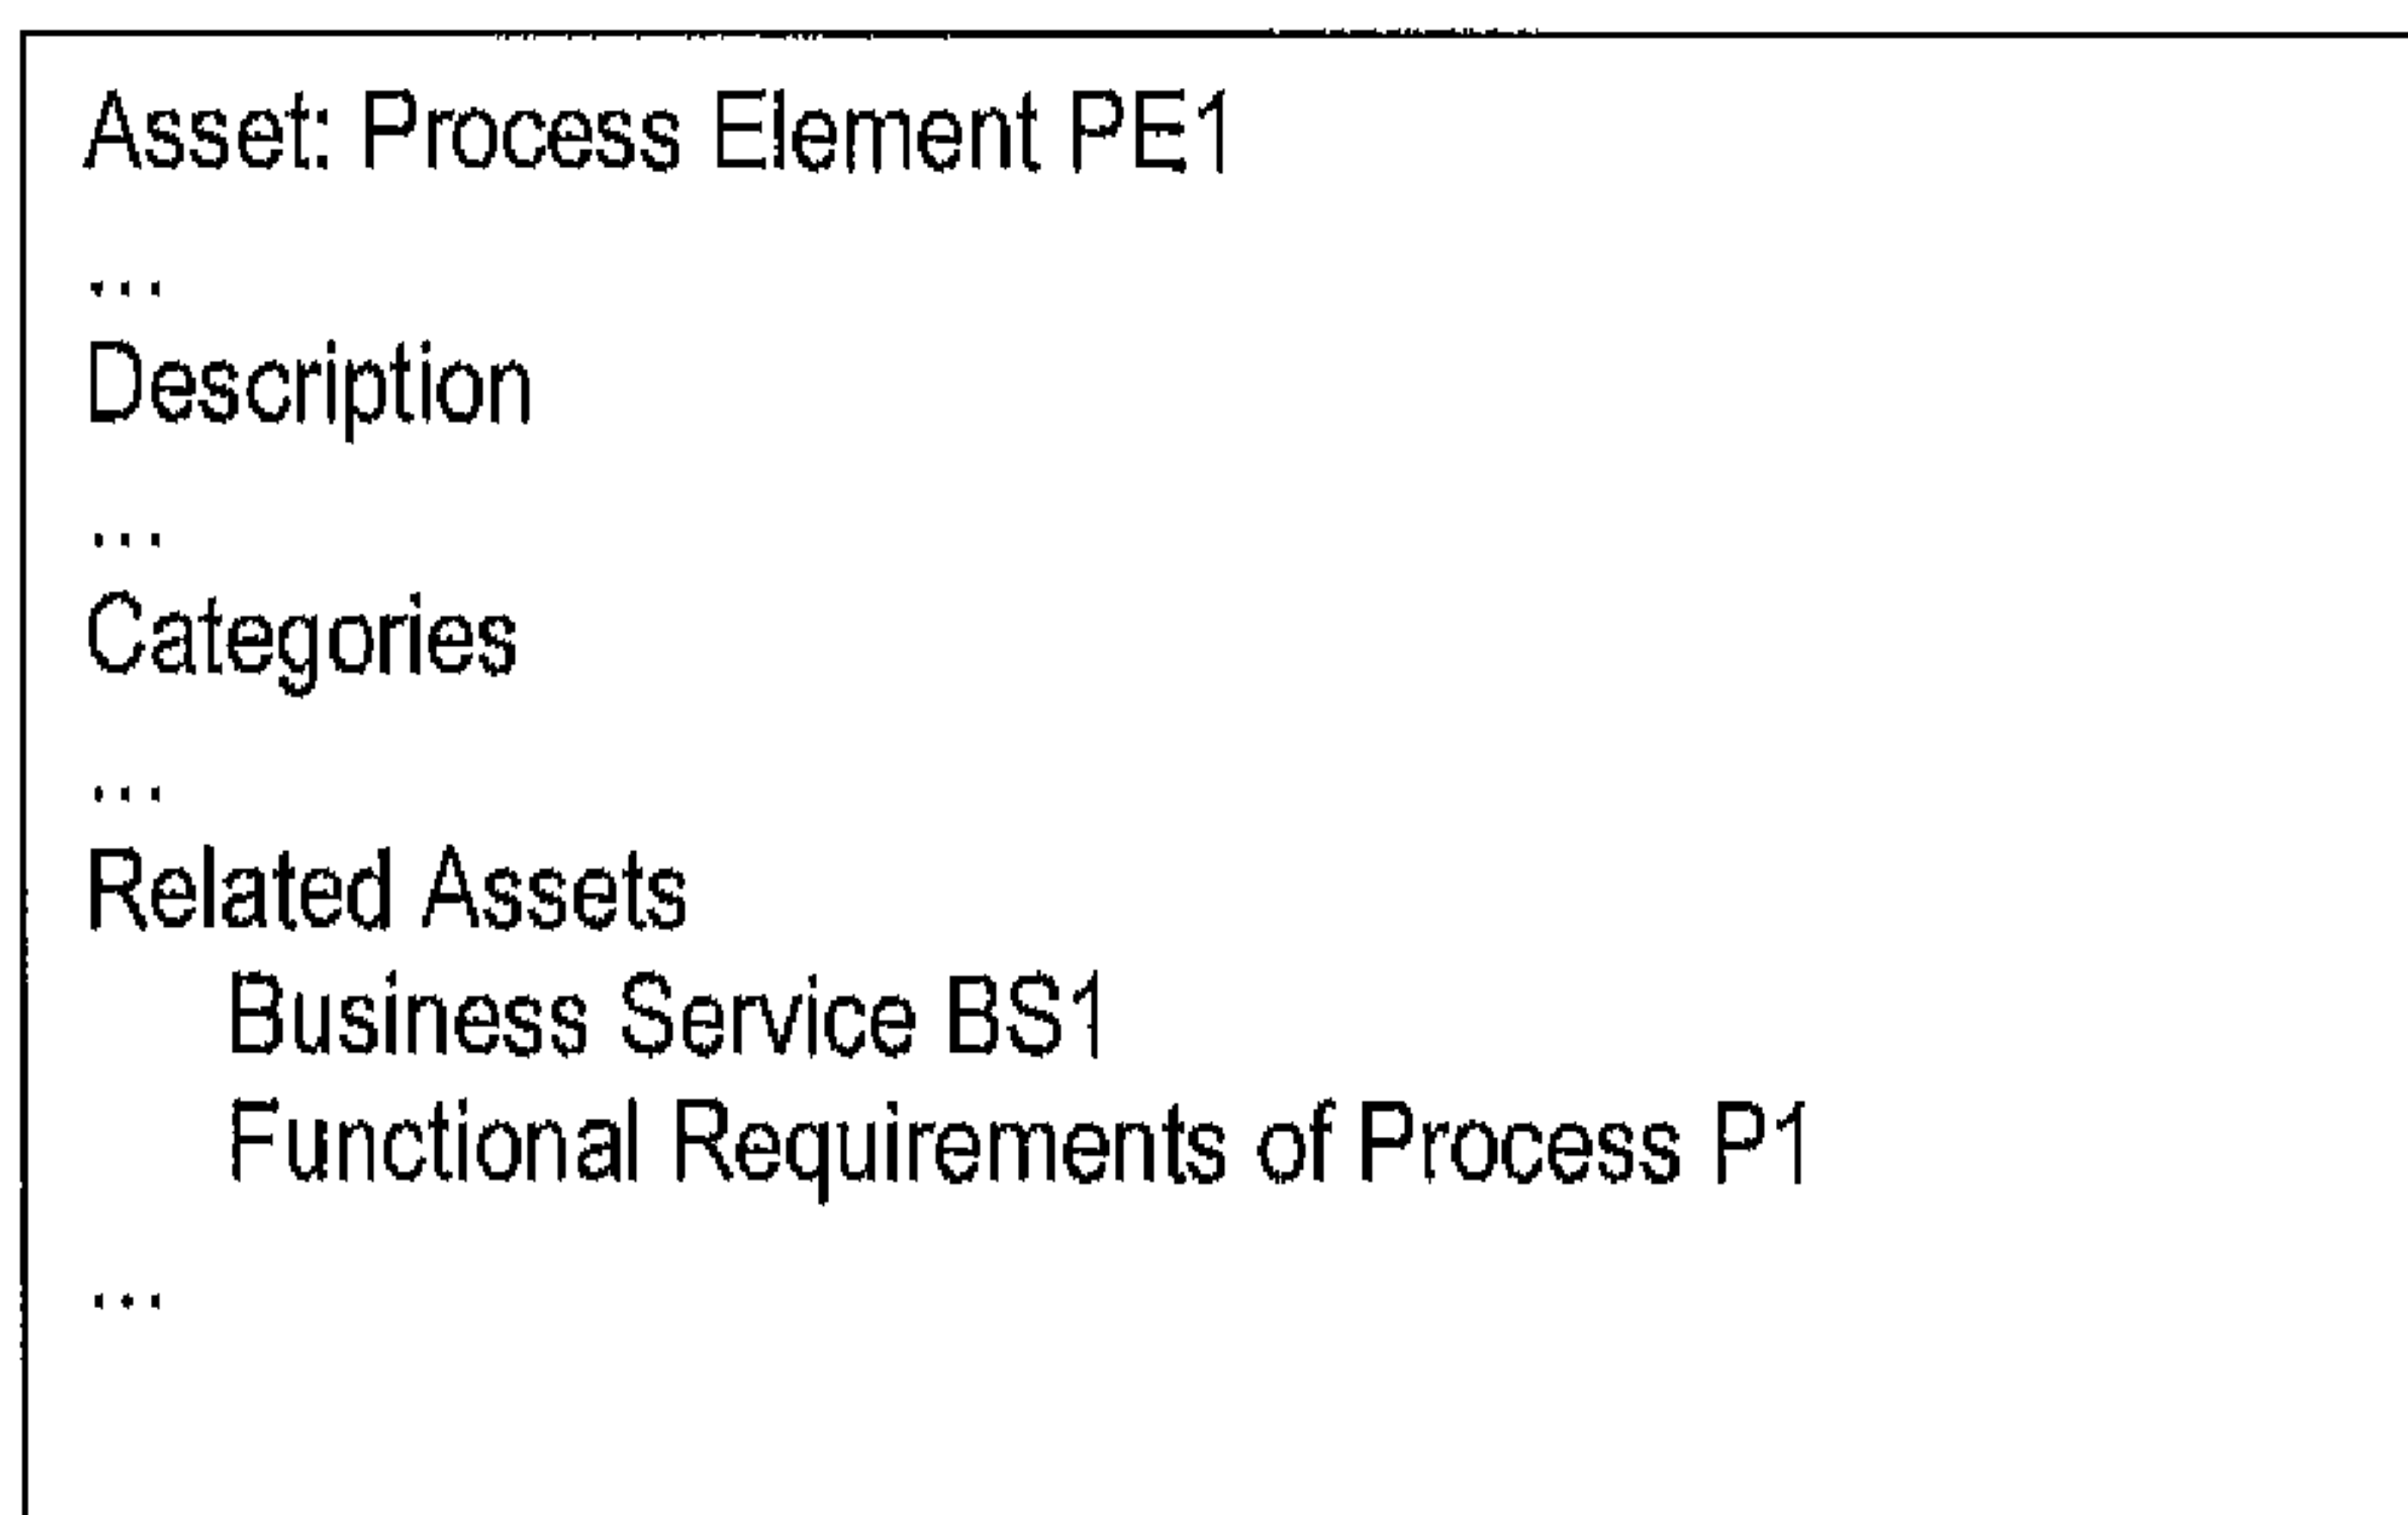 Asset: Process Element PE1
...
Description
...
Categories
...
Related Assets
Business Service BS1
Functional Requirements of Process P1
...